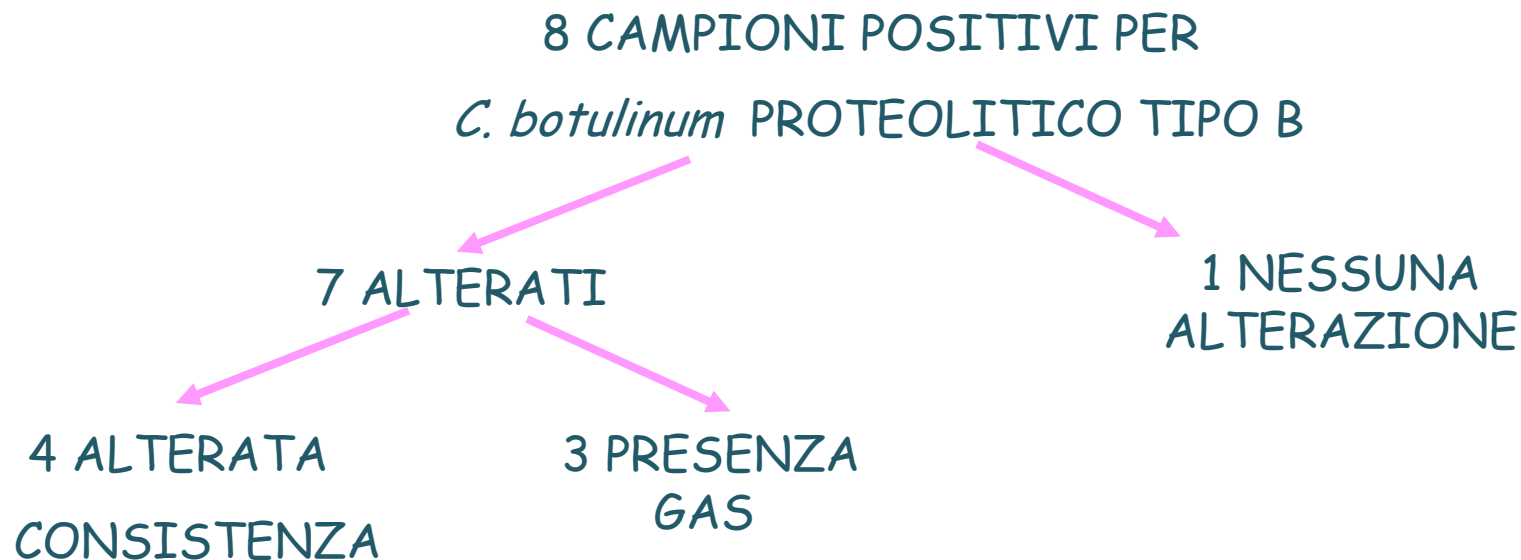 8 CAMPIONI POSITIVI PER
C. botulinum PROTEOLITICO TIPO B
7 ALTERATI
1 NESSUNA
ALTERAZIONE
4 ALTERATA
CONSISTENZA
3 PRESENZA
GAS